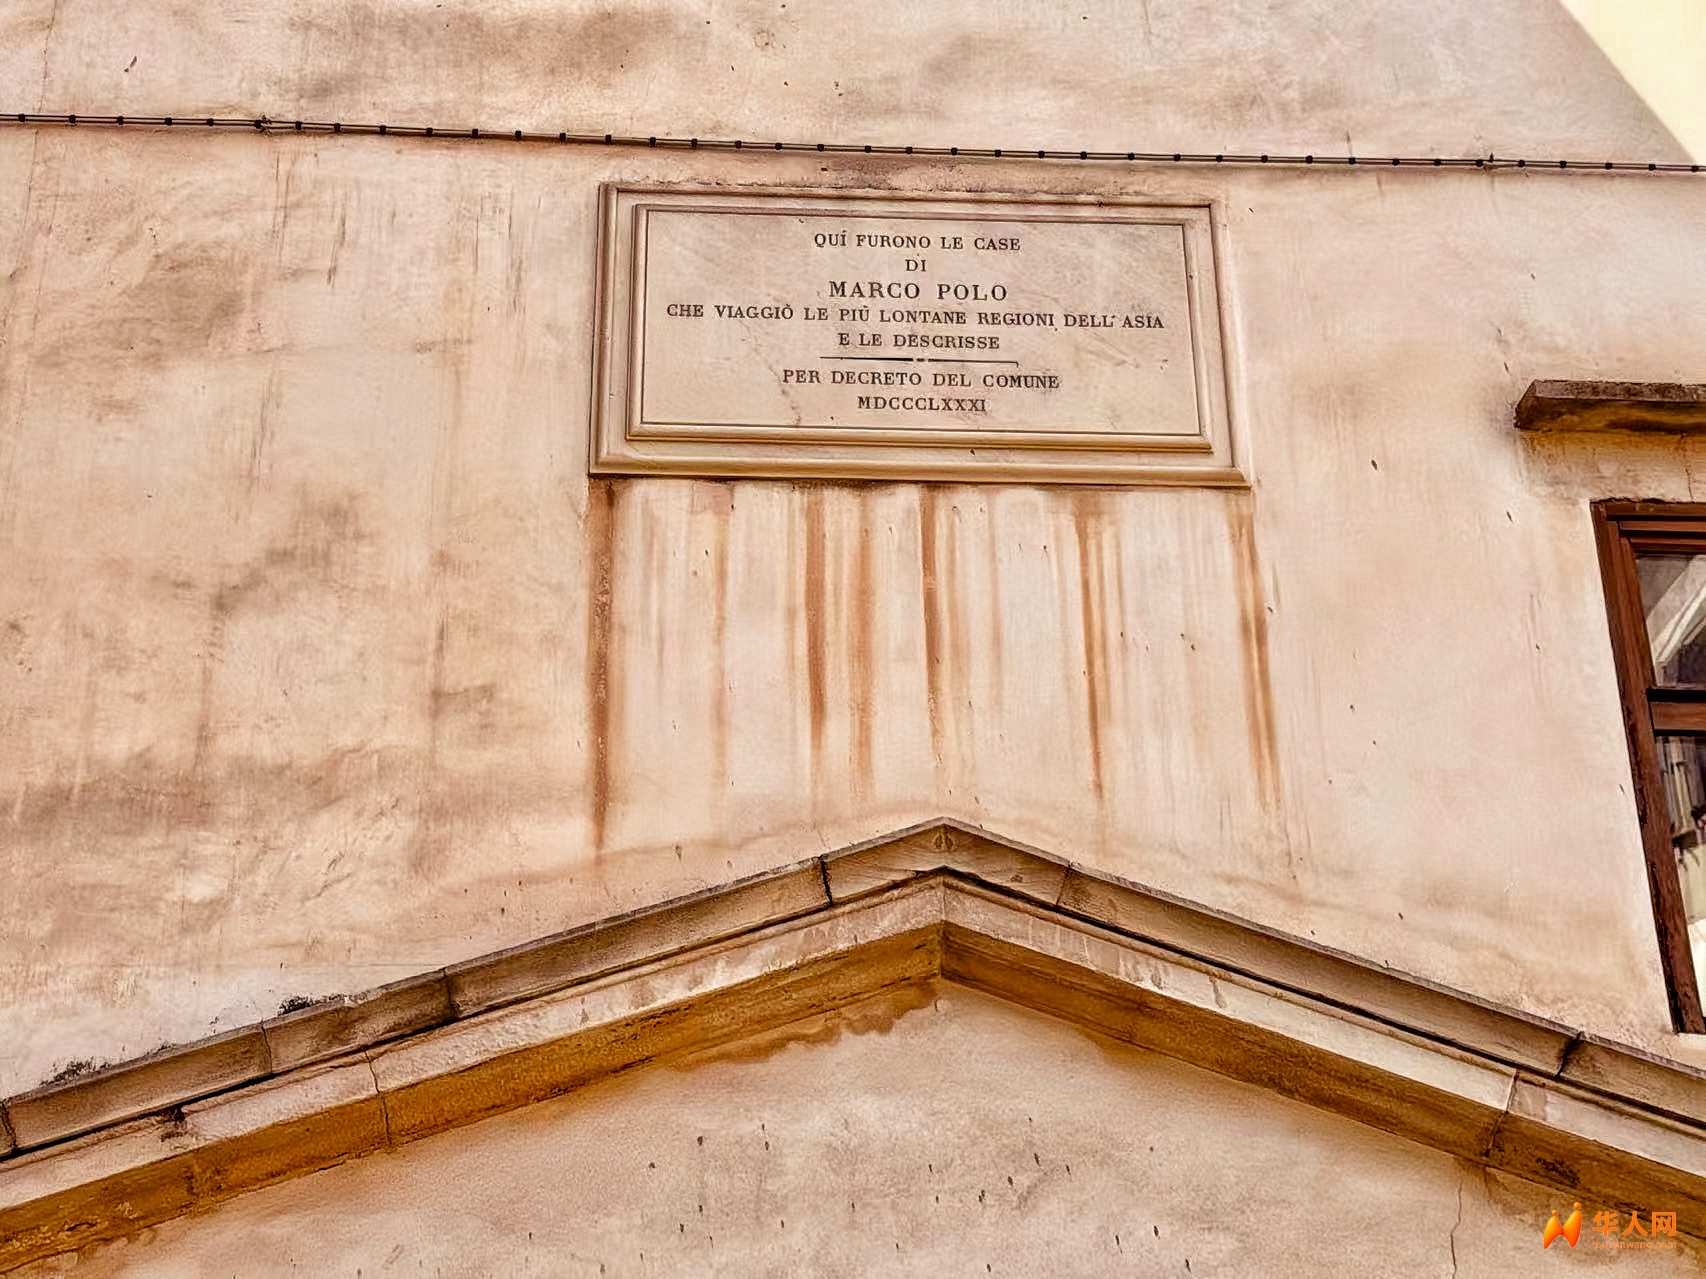 QUÍ FURONO LE CASE
DI
MARCO POLO
CHE VIAGGIÒ LE PIÙ LONTANE REGIONI DELL'ASIA
E LE DESCRISSE
PER DECRETO DEL COMUNE
MDCCCLXXXI
华人网